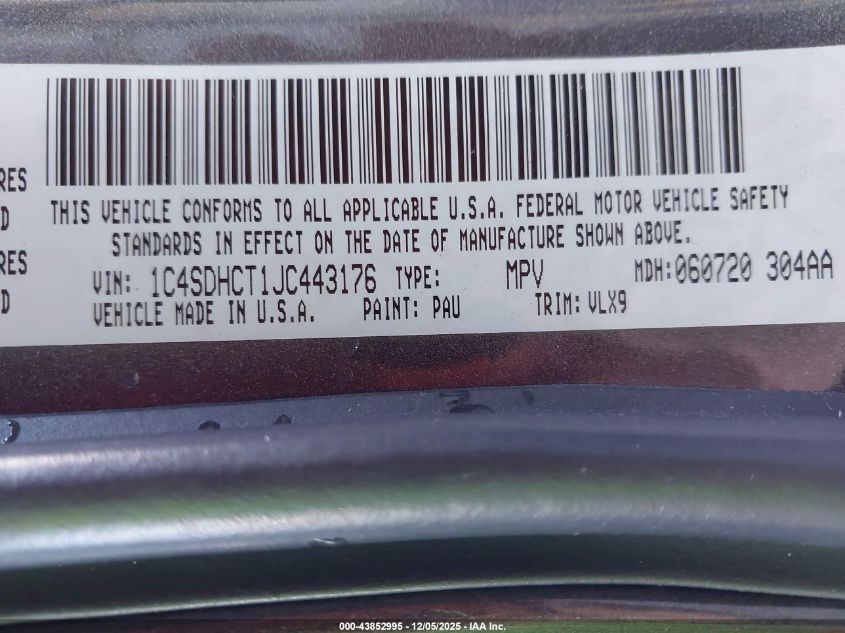 RES
D
RES
D
THIS VEHICLE CONFORMS TO ALL APPLICABLE U.S.A. FEDERAL MOTOR VEHICLE SAFETY
STANDARDS IN EFFECT ON THE DATE OF MANUFACTURE SHOWN ABOVE.
VIN: 1C4SDHCT1JC443176 TYPE: MPV MDH: 060720 304AA
VEHICLE MADE IN U.S.A. PAINT: PAU TRIM: VLX9
000-43852995 - 12/05/2025 - IAA Inc.